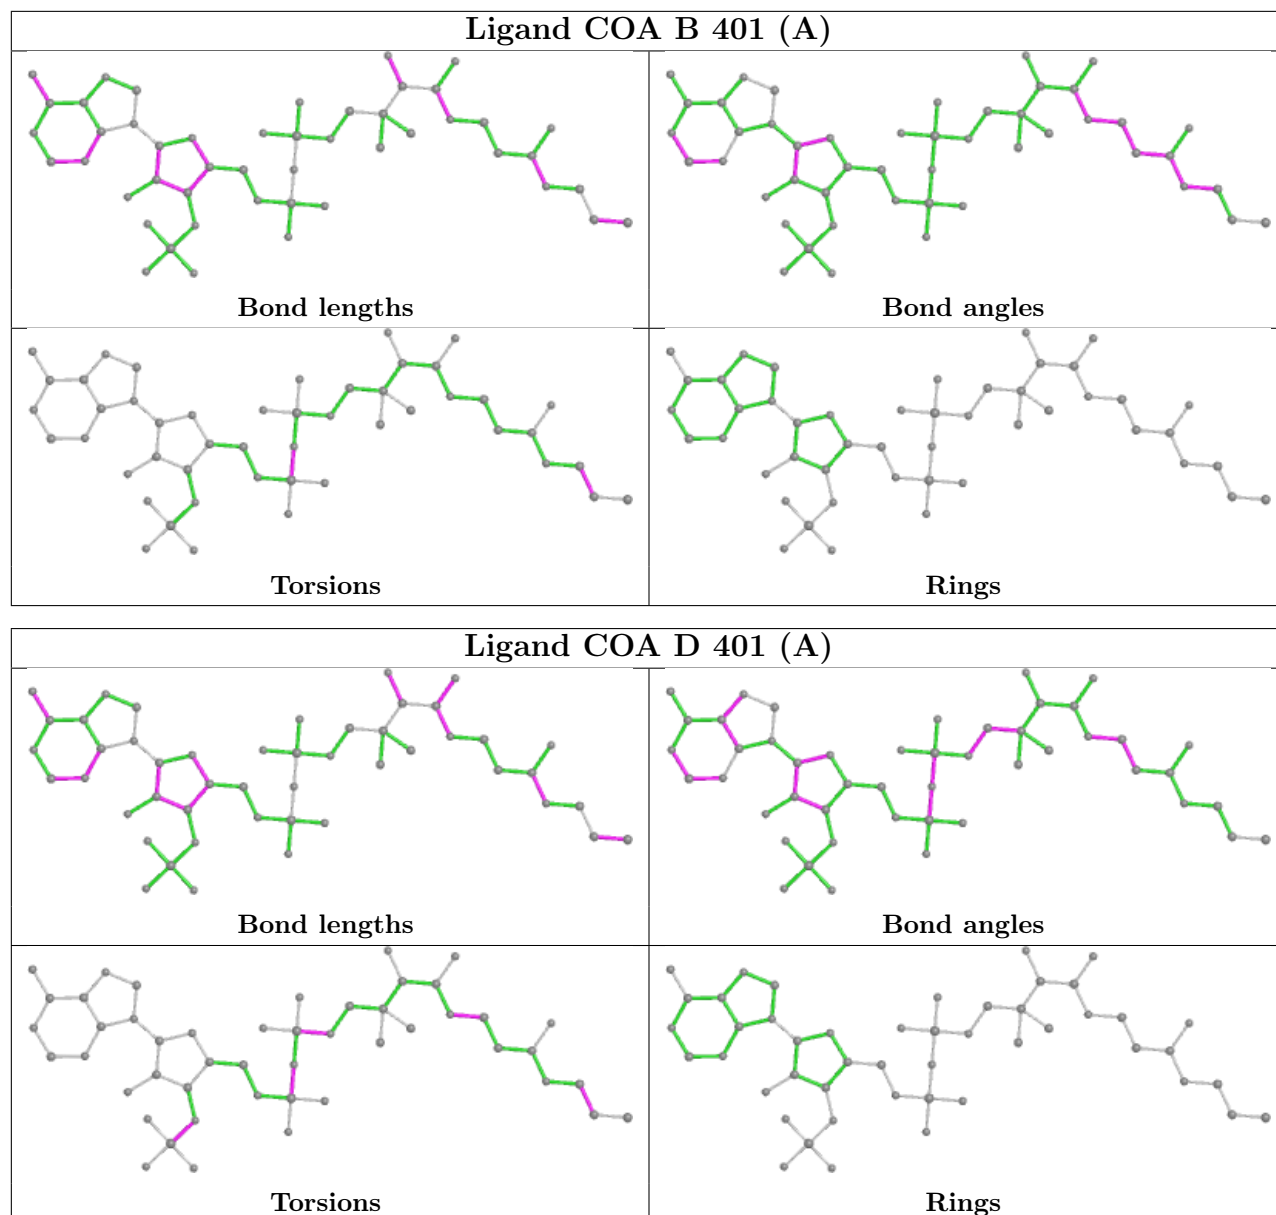 Ligand COA B 401 (A)
Bond lengths
Bond angles
Torsions
Rings
Ligand COA D 401 (A)
Bond lengths
Bond angles
Torsions
Rings